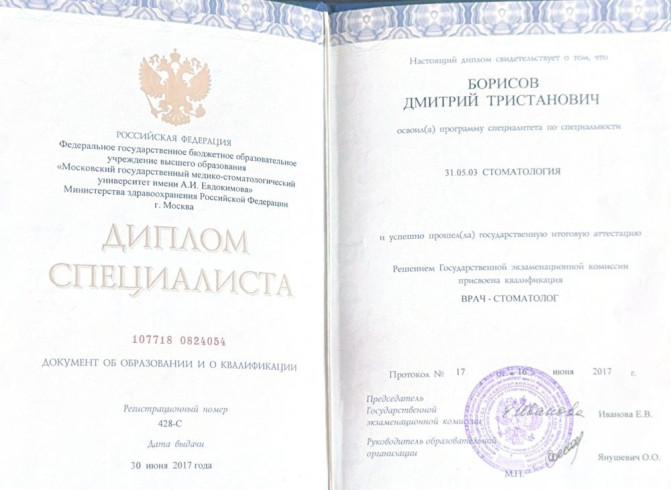 РОССИЙСКАЯ ФЕДЕРАЦИЯ
Федеральное государственное бюджетное образовательное
учреждение высшего образования
«Московский государственный медико-стоматологический
университет имени А.И. Евдокимова»
Министерства здравоохранения Российской Федерации
г. Москва
ДИПЛОМ
СПЕЦИАЛИСТА
107718 0824054
ДОКУМЕНТ ОБ ОБРАЗОВАНИИ И О КВАЛИФИКАЦИИ
Регистрационный номер
428-С
Дата выдачи
30 июня 2017 года
Настоящий диплом свидетельствует о том, что
БОРИСОВ
ДМИТРИЙ ТРИСТАНОВИЧ
освоил(а) программу специалитета по специальности
31.05.03 СТОМАТОЛОГИЯ
и успешно прошел(ла) государственную итоговую аттестацию
Решением Государственной экзаменационной комиссии
присвоена квалификация
ВРАЧ - СТОМАТОЛОГ
Протокол № 17 от « 16 » июня 2017 г.
Председатель
Государственной
экзаменационной комиссии Иванова Е.В.
Руководитель образовательной
организации Янушевич О.О.
М.П.